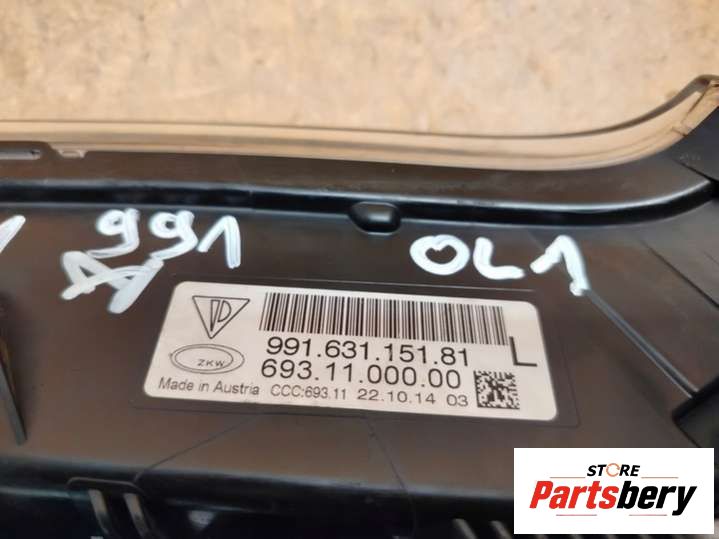 991 OL1
A
991.631.151.81 L
ZKW
693.11.000.00
Made in Austria CCC:693.11 22.10.14 03
STORE
Partsbery